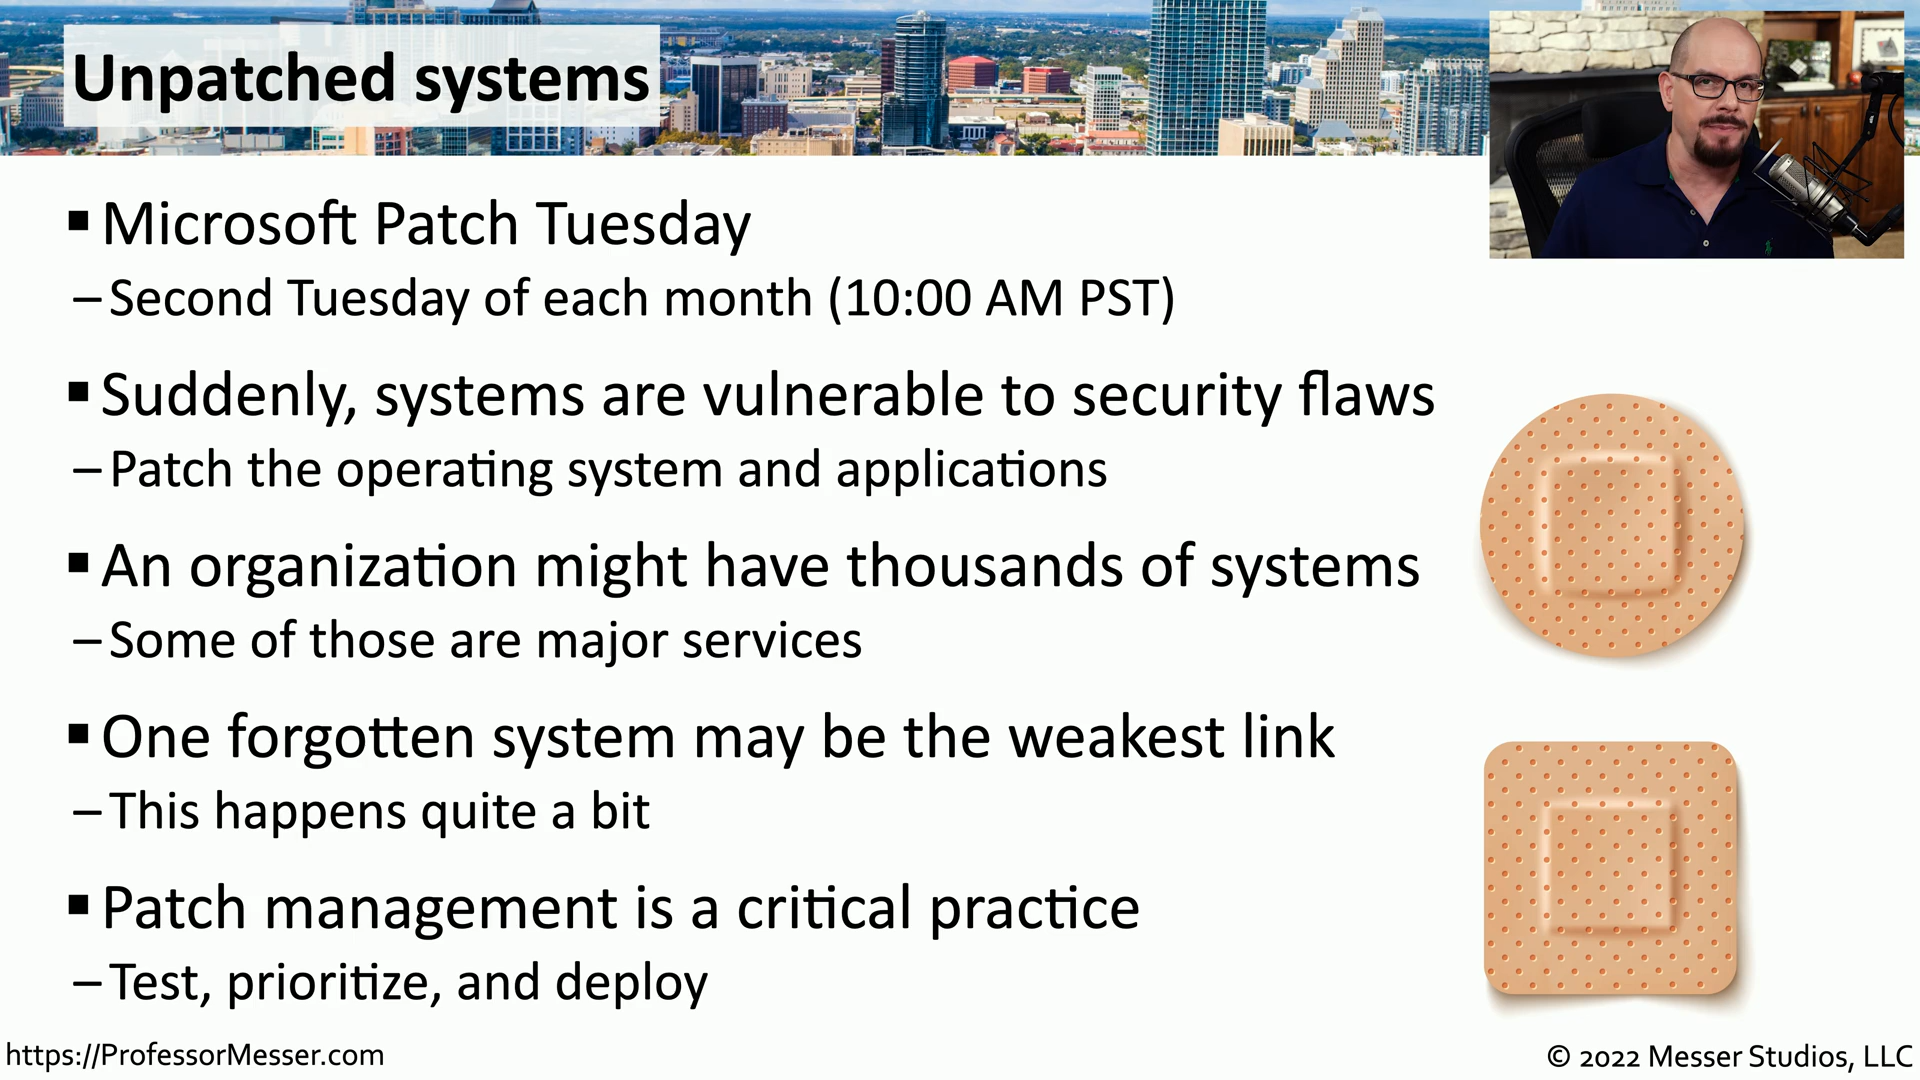 Unpatched systems
▪ Microsoft Patch Tuesday
– Second Tuesday of each month (10:00 AM PST)
▪ Suddenly, systems are vulnerable to security flaws
– Patch the operating system and applications
▪ An organization might have thousands of systems
– Some of those are major services
▪ One forgotten system may be the weakest link
– This happens quite a bit
▪ Patch management is a critical practice
– Test, prioritize, and deploy
https://ProfessorMesser.com
© 2022 Messer Studios, LLC